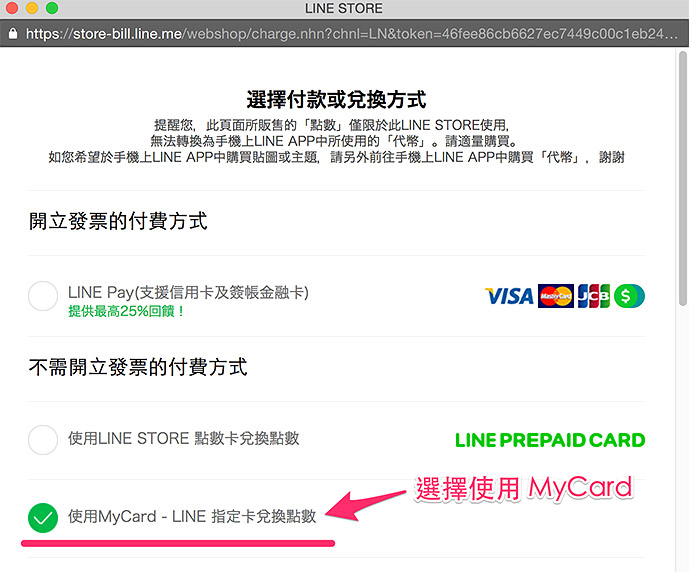 LINE STORE
https://store-bill.line.me/webshop/charge.nhn?chnl=LN&token=46fee86cb6627ec7449c00c1eb24...
選擇付款或兌換方式
提醒您，此頁面所販售的「點數」僅限於此LINE STORE使用，
無法轉換為手機上LINE APP中所使用的「代幣」。請適量購買。
如您希望於手機上LINE APP中購買貼圖或主題，請另外前往手機上LINE APP中購買「代幣」，謝謝
開立發票的付費方式
LINE Pay(支援信用卡及簽帳金融卡)
VISA MasterCard JCB $
提供最高25%回饋！
不需開立發票的付費方式
使用LINE STORE 點數卡兌換點數
LINE PREPAID CARD
選擇使用 MyCard
使用MyCard - LINE 指定卡兌換點數